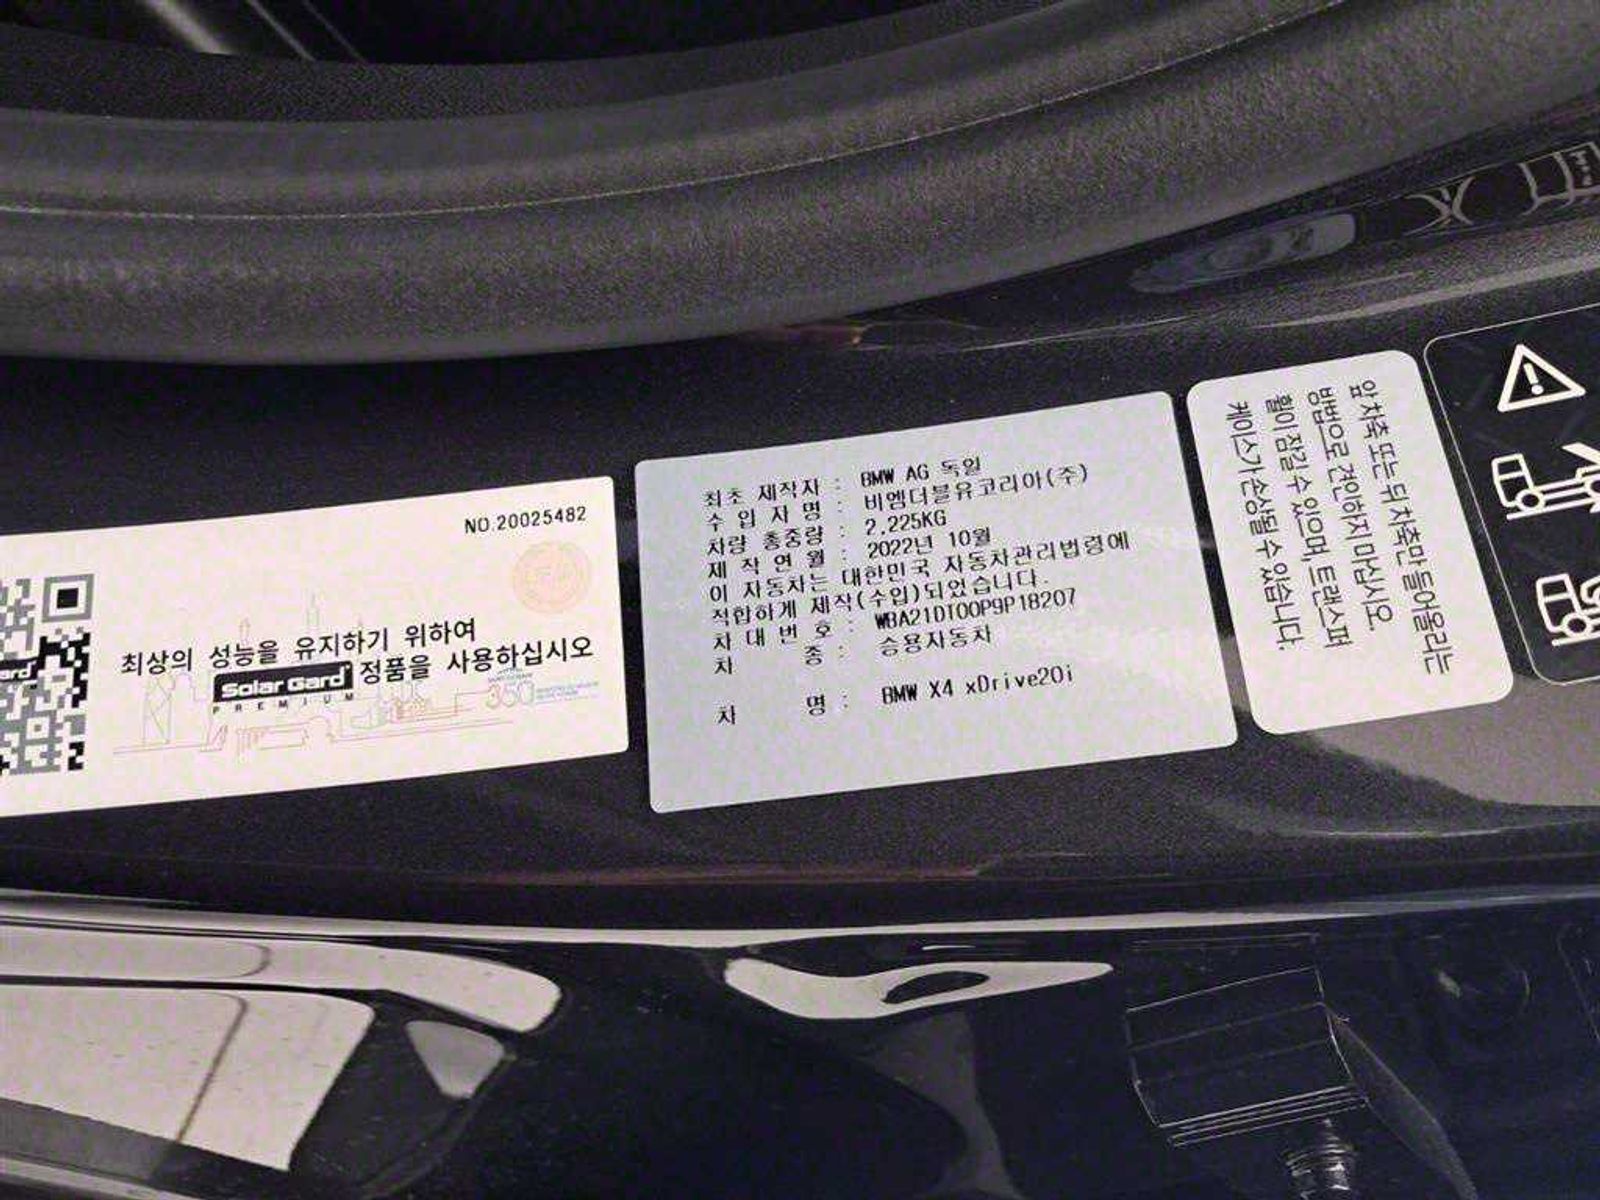 NO.20025482
최상의 성능을 유지하기 위하여
Solar Gard 정품을 사용하십시오
PREMIUM
350
최초 제작자 : BMW AG 독일
수 입 자 명 : 비엠더블유코리아(주)
차량 총중량 : 2,225KG
제 작 연 월 : 2022년 10월
이 자동차는 대한민국 자동차관리법령에
적합하게 제작(수입)되었습니다.
차 대 번 호 : WBA21DT00P9P18207
차 종 : 승용자동차
차 명 : BMW X4 xDrive20i
앞 차축 또는 뒤 차축만 들어올리는
방법으로 견인하지 마십시오.
휠이 잠길 수 있으며, 트랜스퍼
케이스가 손상될 수 있습니다.